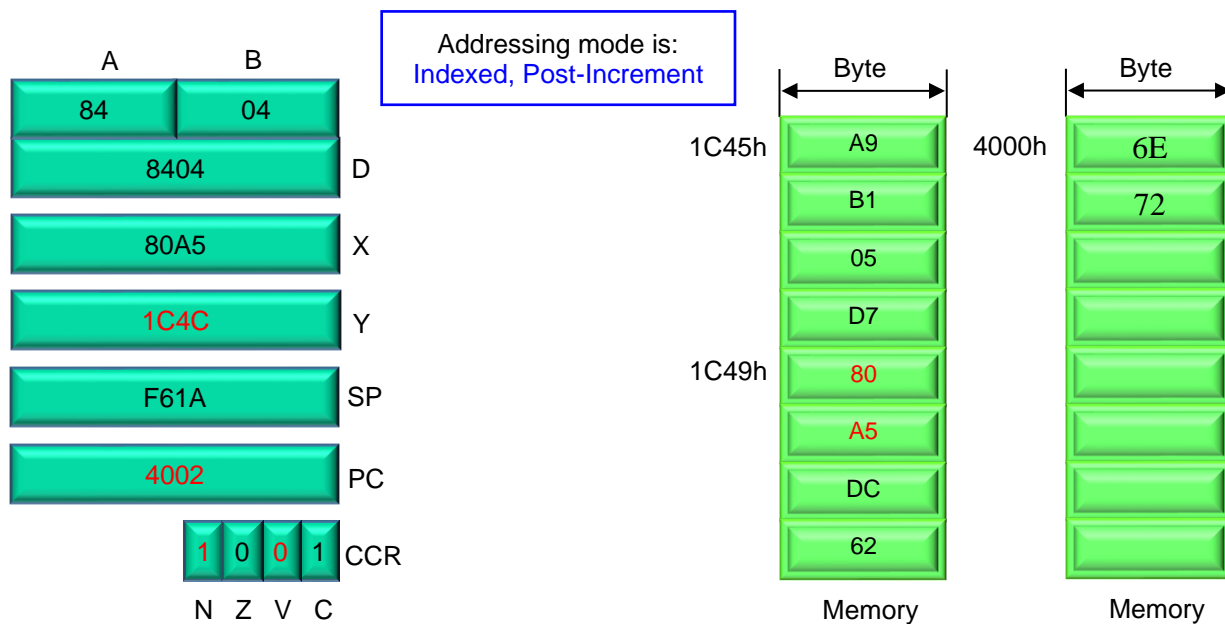 Addressing mode is:
Indexed, Post-Increment
A B
84 04
8404 D
80A5 X
1C4C Y
F61A SP
4002 PC
1 0 0 1 CCR
N Z V C
Byte
1C45h A9
B1
05
D7
1C49h 80
A5
DC
62
Memory
Byte
4000h 6E
72
Memory